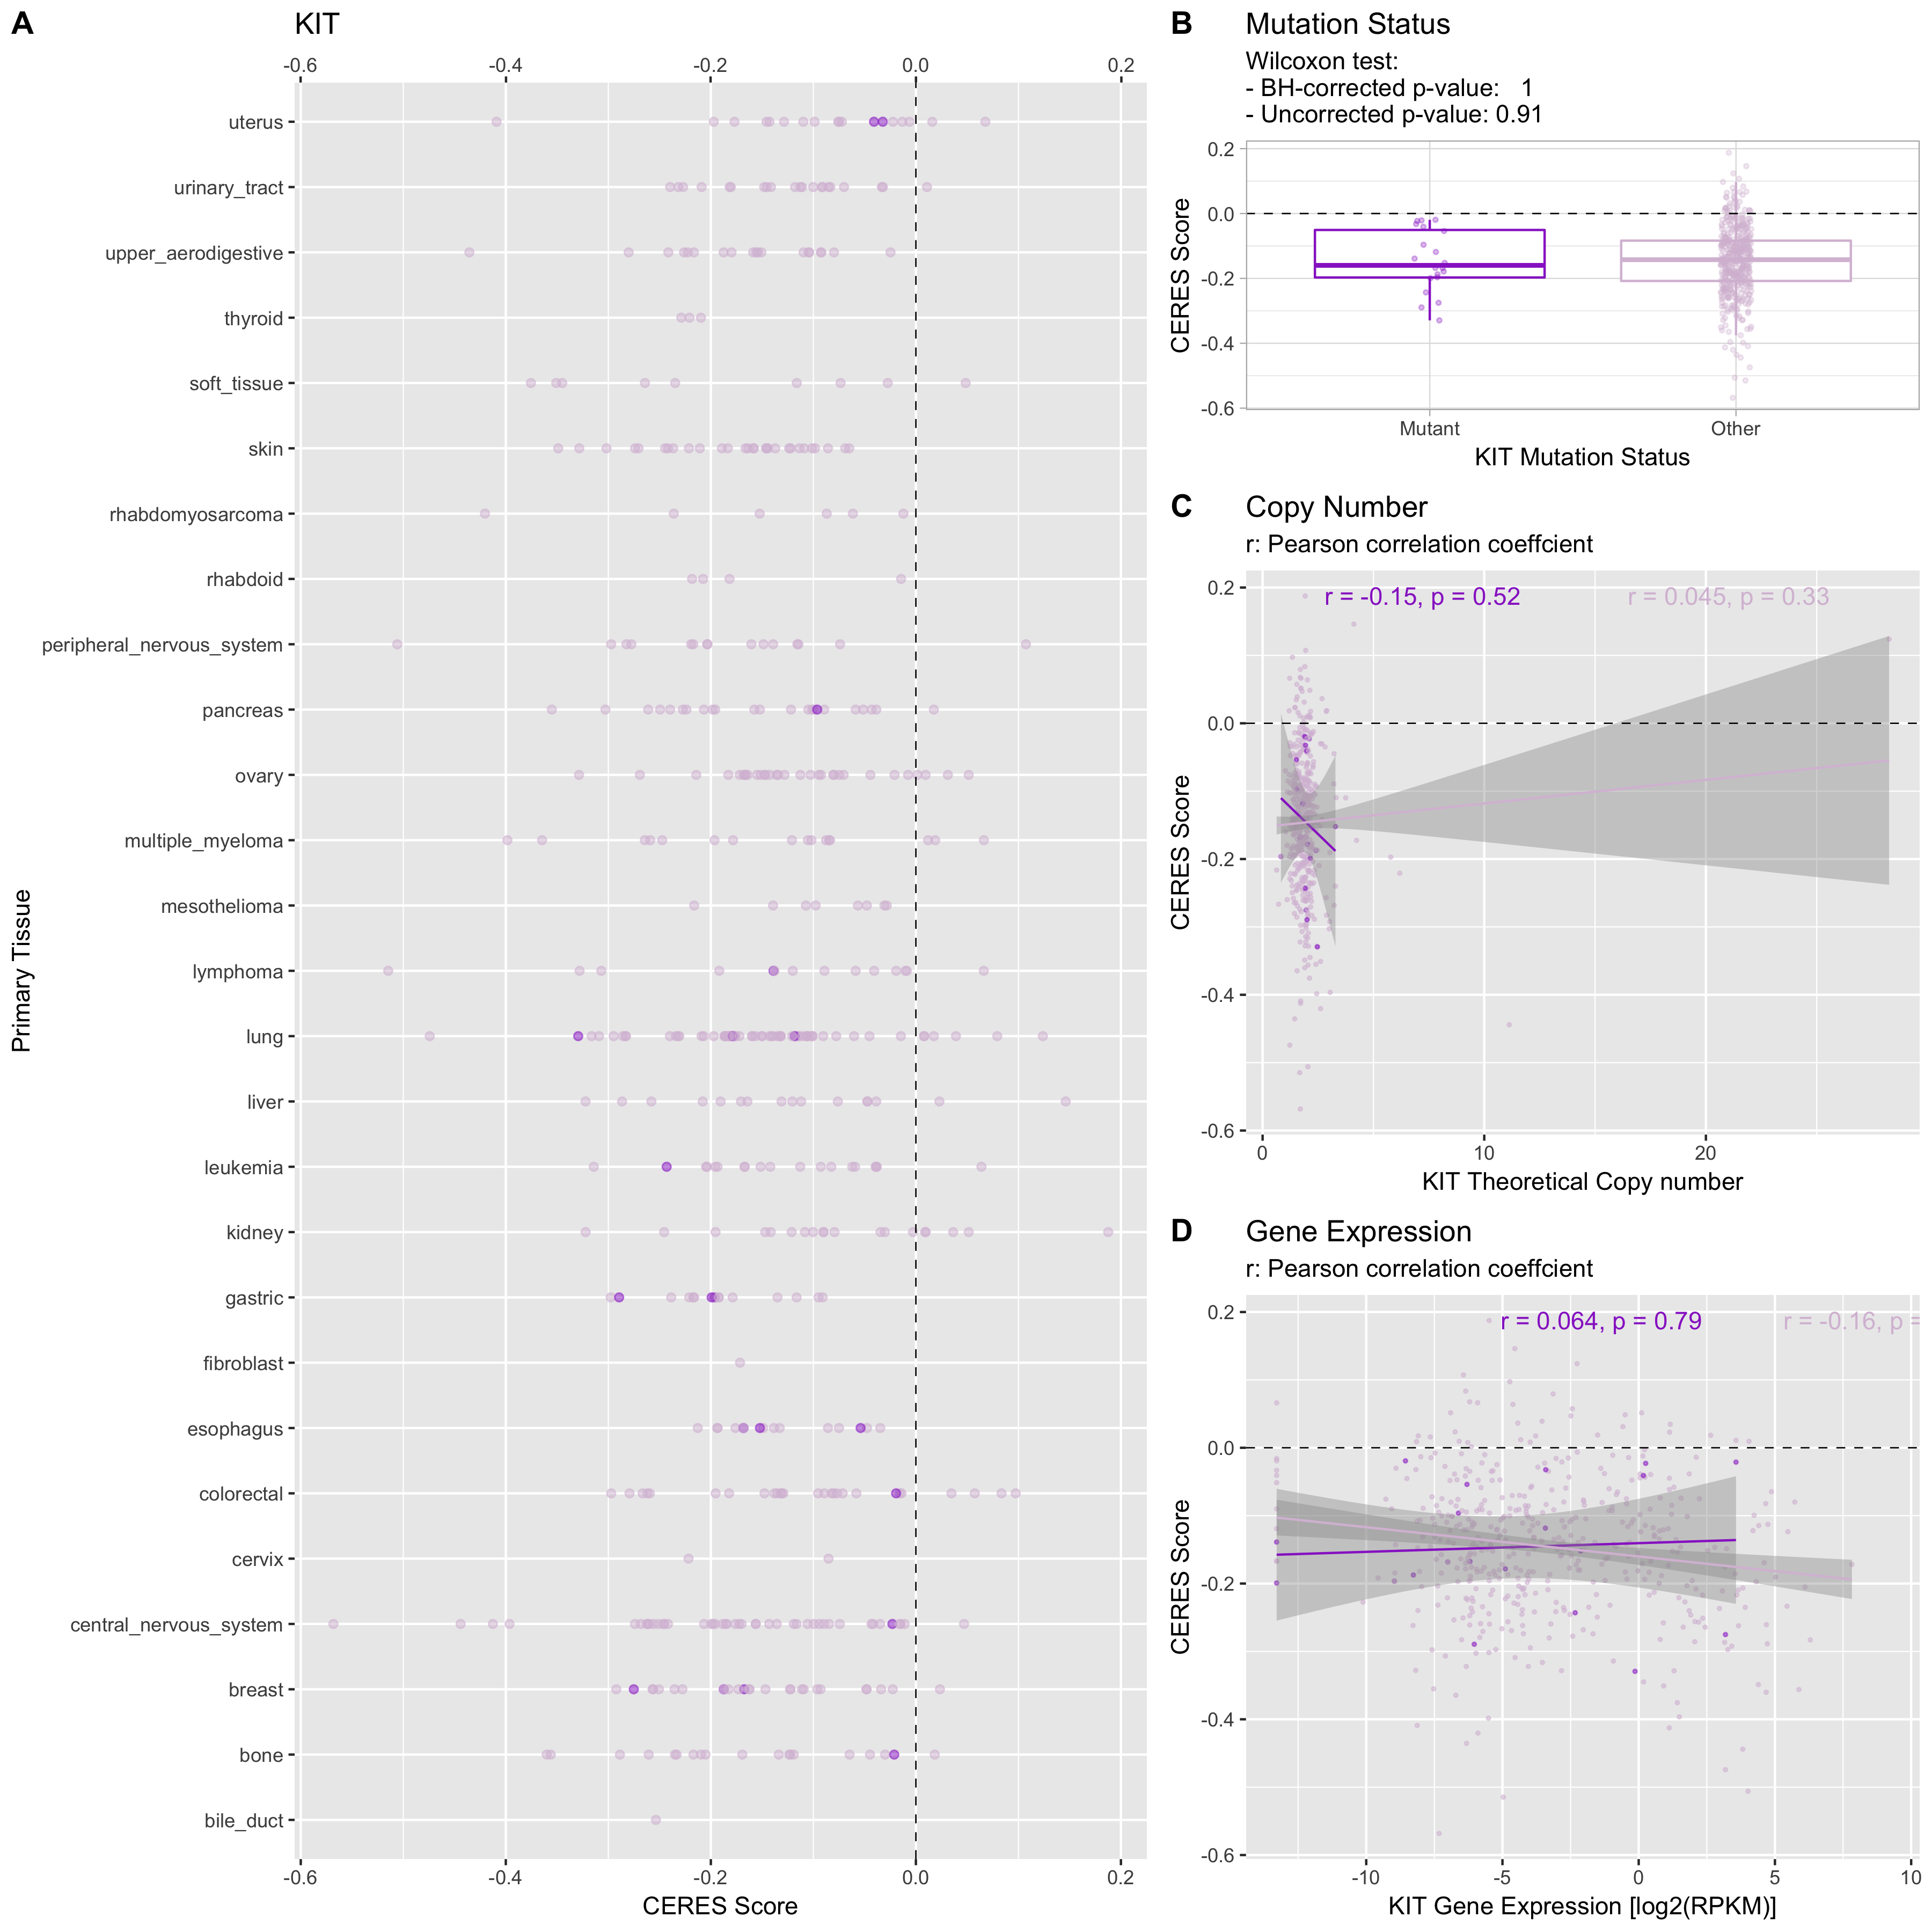 A
KIT
-0.6 -0.4 -0.2 0.0 0.2
uterus
urinary_tract
upper_aerodigestive
thyroid
soft_tissue
skin
rhabdomyosarcoma
rhabdoid
peripheral_nervous_system
pancreas
ovary
multiple_myeloma
mesothelioma
lymphoma
lung
liver
leukemia
kidney
gastric
fibroblast
esophagus
colorectal
cervix
central_nervous_system
breast
bone
bile_duct
Primary Tissue
-0.6 -0.4 -0.2 0.0 0.2
CERES Score
B
Mutation Status
Wilcoxon test:
- BH-corrected p-value: 1
- Uncorrected p-value: 0.91
0.2
0.0
-0.2
-0.4
-0.6
CERES Score
Mutant Other
KIT Mutation Status
C
Copy Number
r: Pearson correlation coeffcient
r = -0.15, p = 0.52 r = 0.045, p = 0.33
0.2
0.0
-0.2
-0.4
-0.6
CERES Score
0 10 20
KIT Theoretical Copy number
D
Gene Expression
r: Pearson correlation coeffcient
r = 0.064, p = 0.79 r = -0.16, p =
0.2
0.0
-0.2
-0.4
-0.6
CERES Score
-10 -5 0 5 10
KIT Gene Expression [log2(RPKM)]